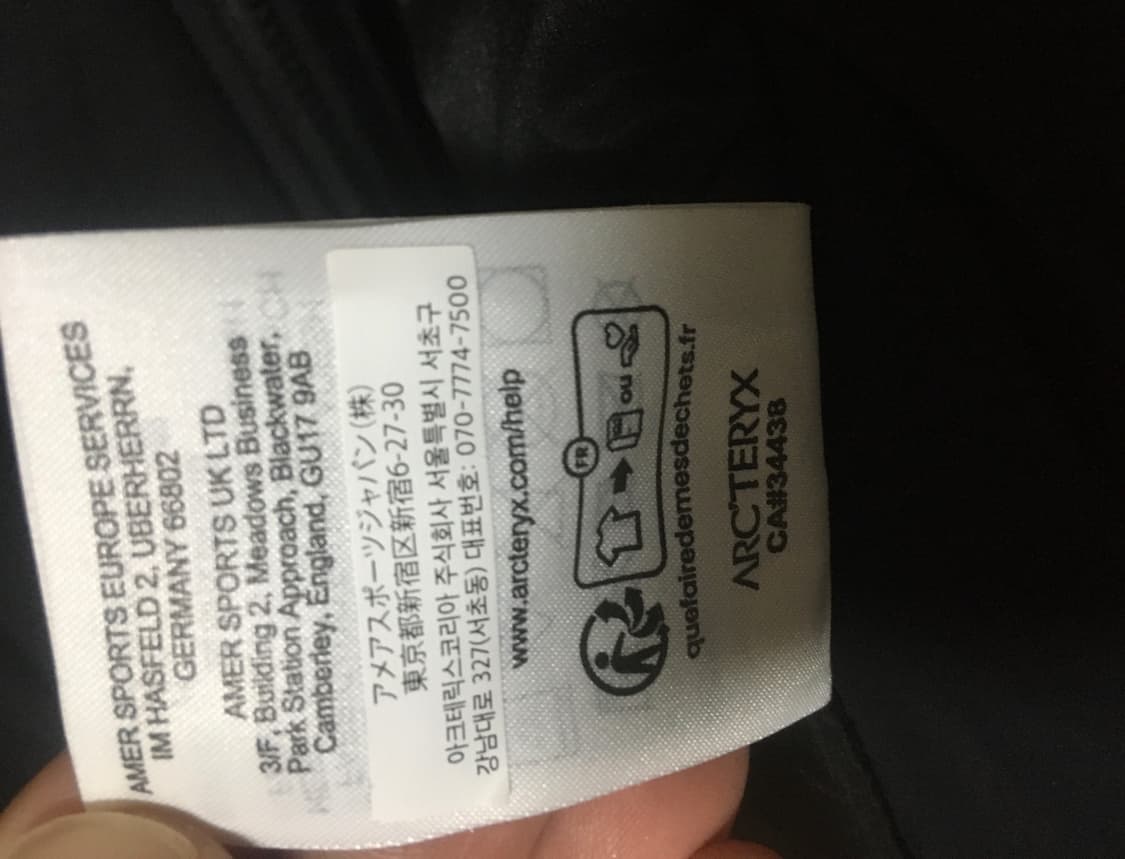 AMER SPORTS EUROPE SERVICES
IM HASFELD 2, UBERHERRN,
GERMANY 66802
AMER SPORTS UK LTD
3/F, Building 2, Meadows Business
Park Station Approach, Blackwater,
Camberley, England, GU17 9AB
アメアスポーツジャパン(株)
東京都新宿区新宿6-27-30
아크테릭스코리아 주식회사 서울특별시 서초구
강남대로 327(서초동) 대표번호: 070-7774-7500
www.arcteryx.com/help
FR
ou
quefairedemesdechets.fr
ARC'TERYX
CA#34438